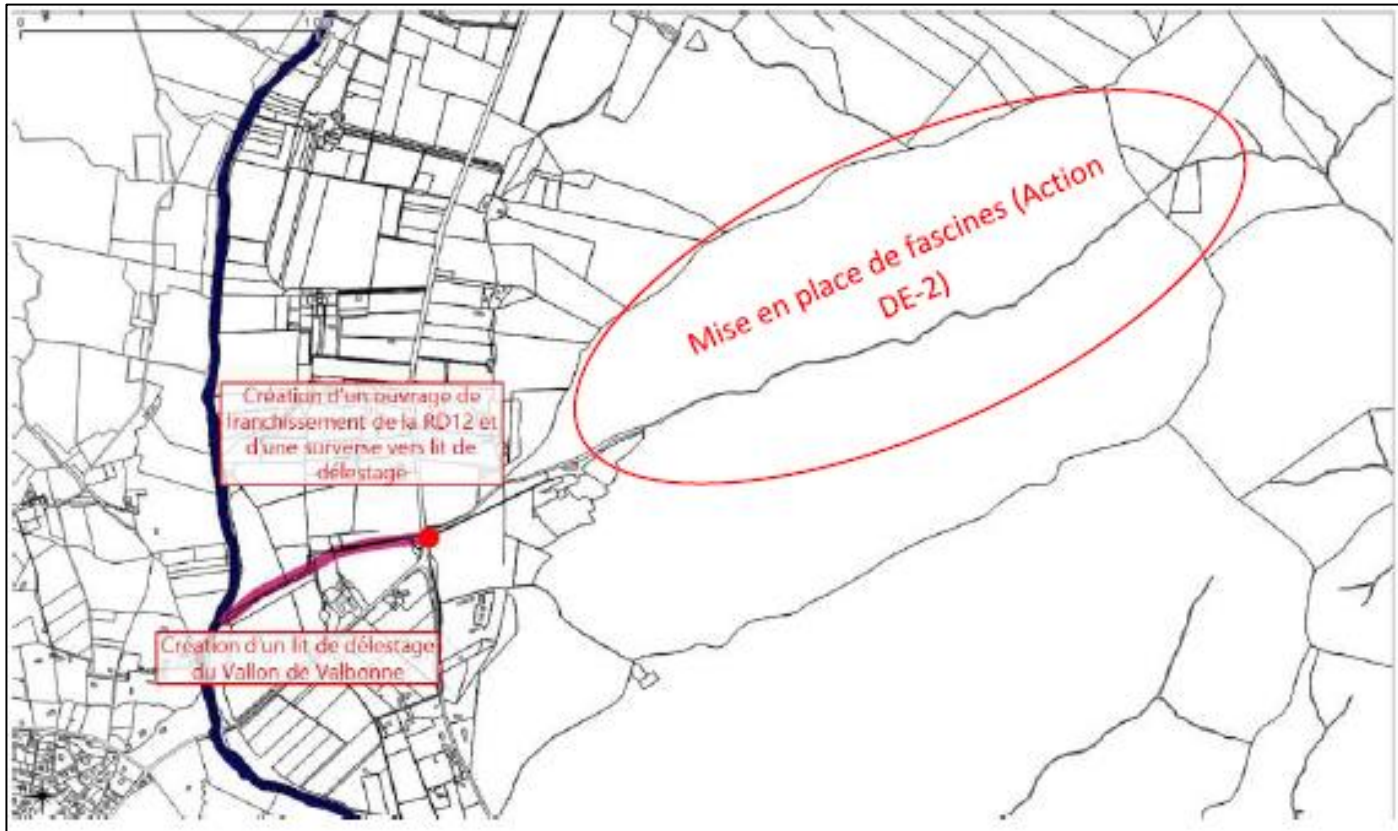 0
Mise en place de fascines (Action
DE-2)
Création d'un ouvrage de
franchissement de la RD12 et
d'une surverse vers lit de
délestage
Création d'un lit de délestage
du Vallon de Valbonne